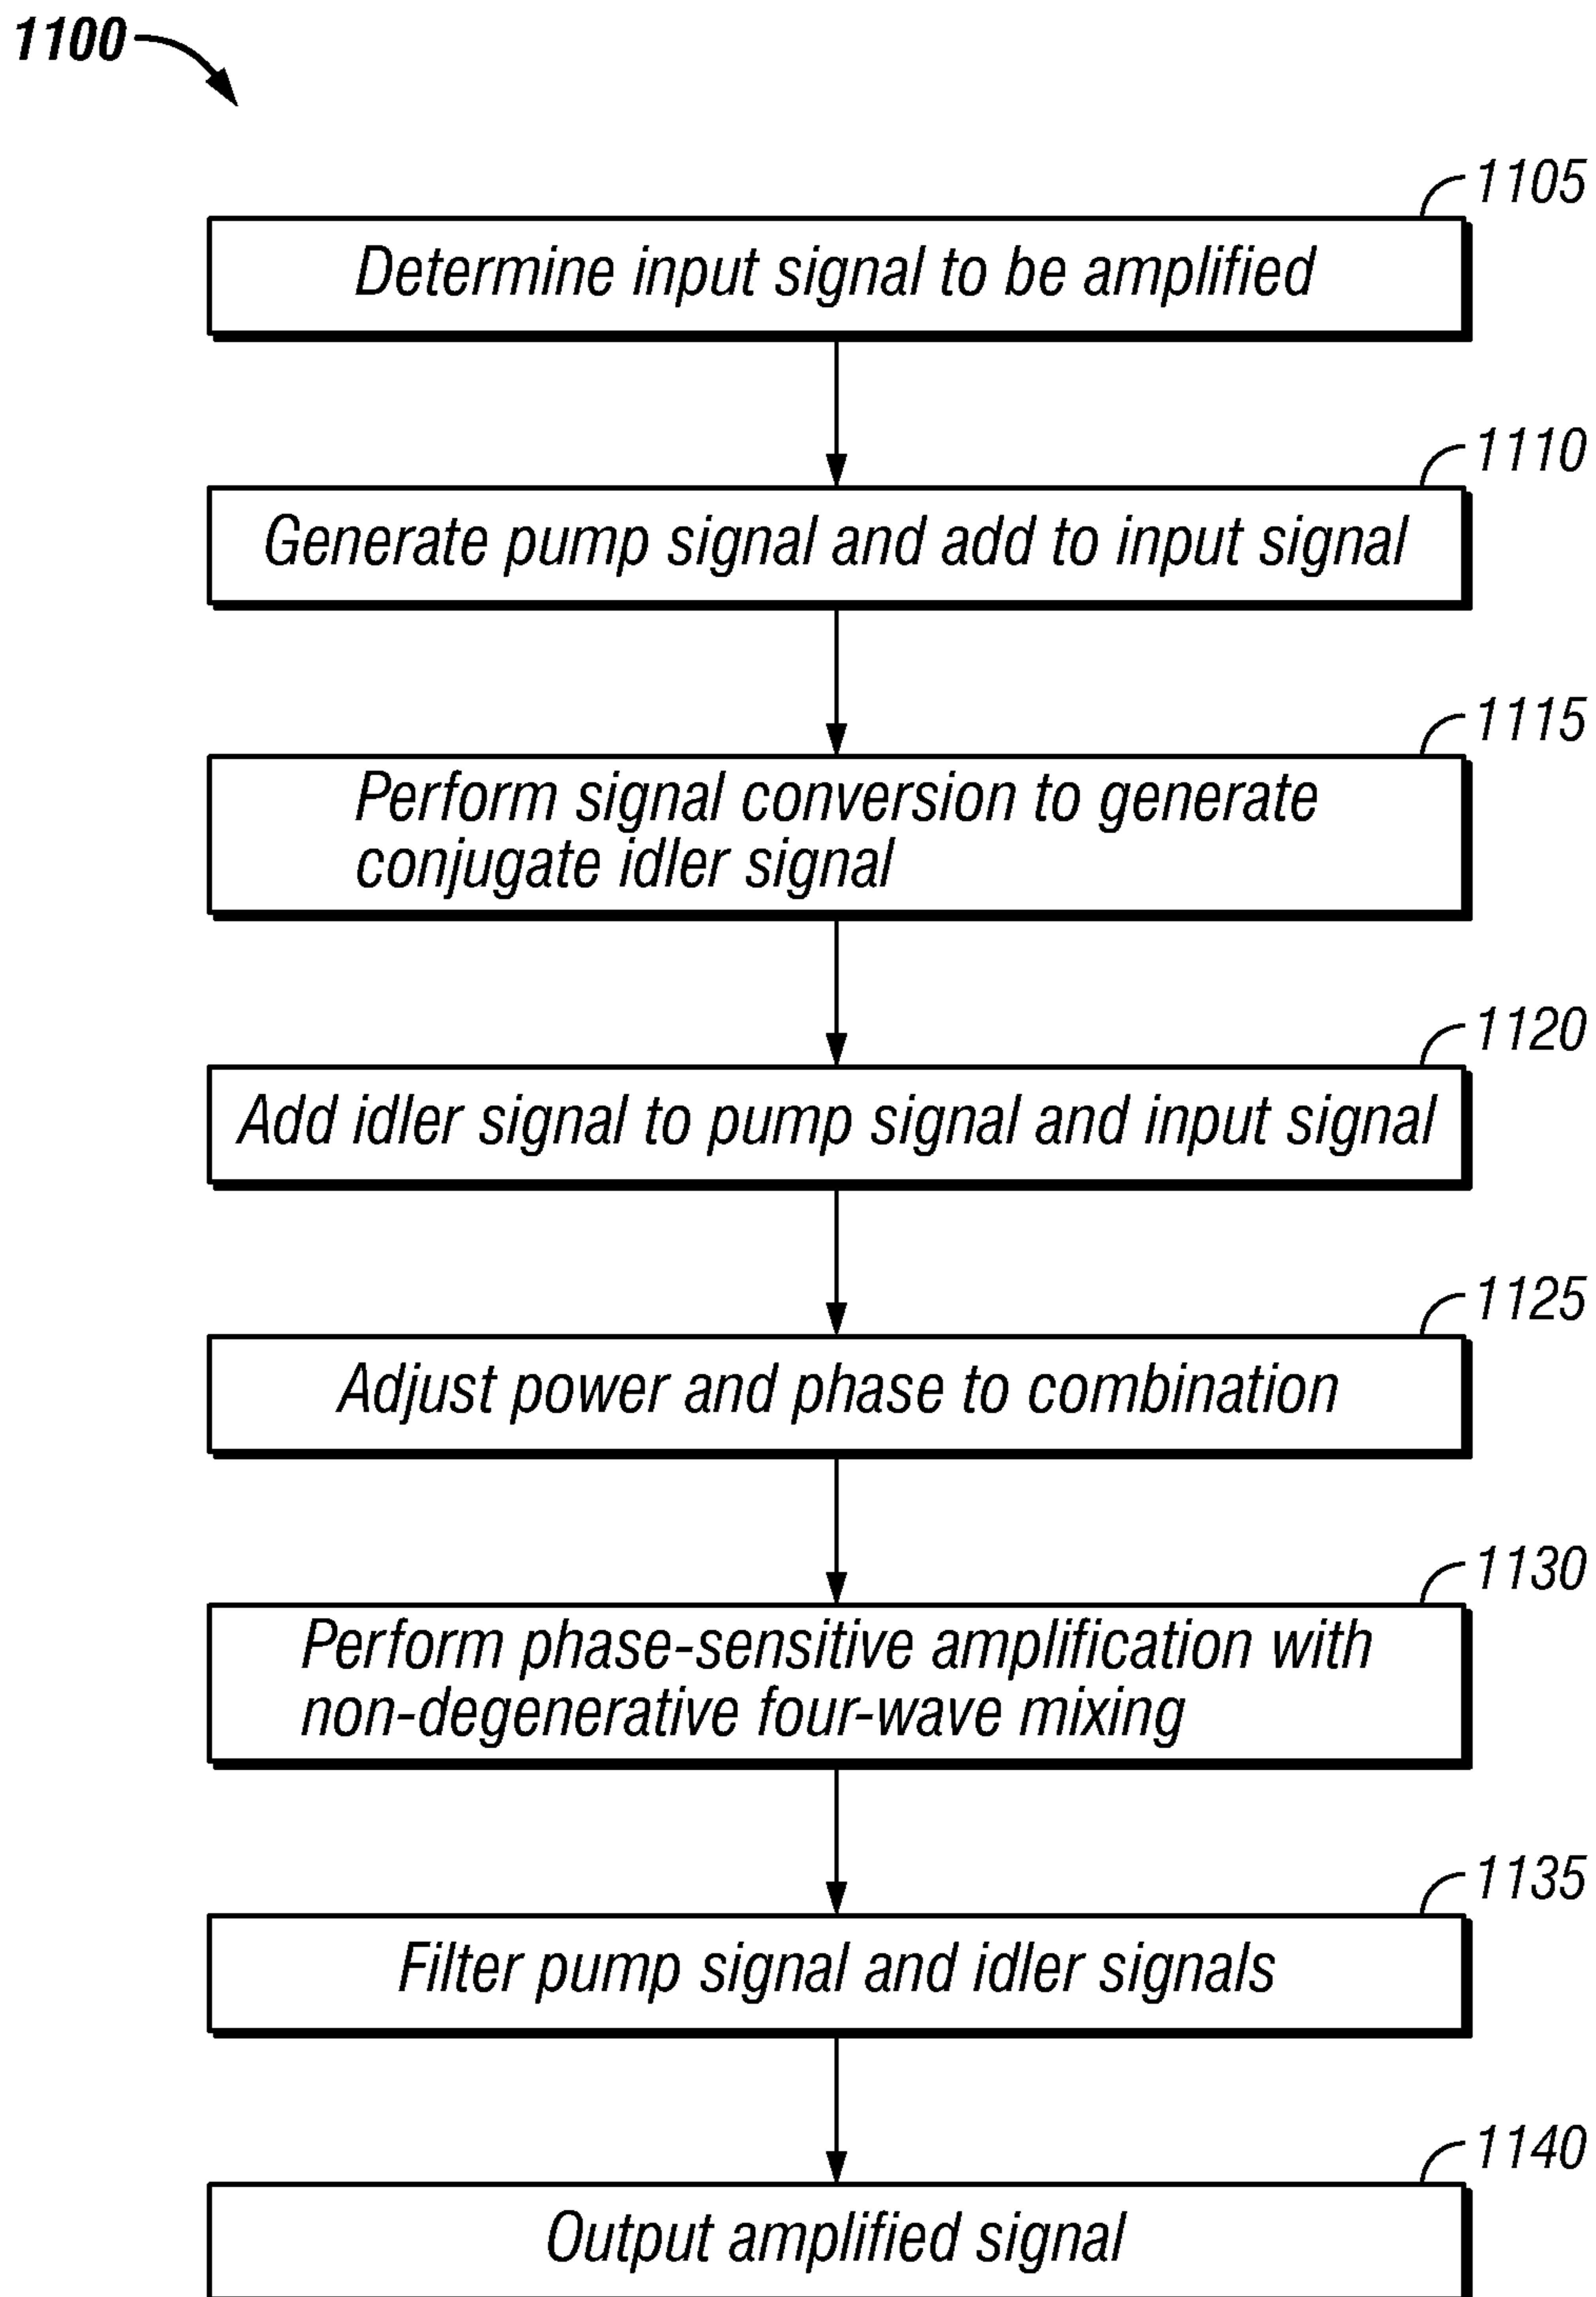 1100
1105
Determine input signal to be amplified
1110
Generate pump signal and add to input signal
1115
Perform signal conversion to generate
conjugate idler signal
1120
Add idler signal to pump signal and input signal
1125
Adjust power and phase to combination
1130
Perform phase-sensitive amplification with
non-degenerative four-wave mixing
1135
Filter pump signal and idler signals
1140
Output amplified signal